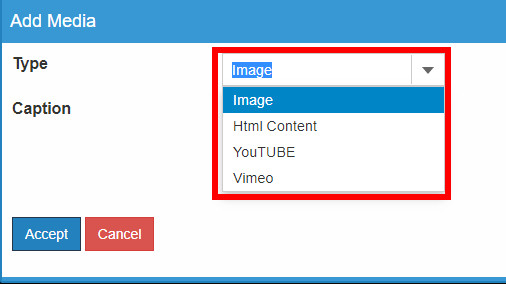 Add Media
Type
Image
Image
Caption
Html Content
YouTUBE
Vimeo
Accept
Cancel